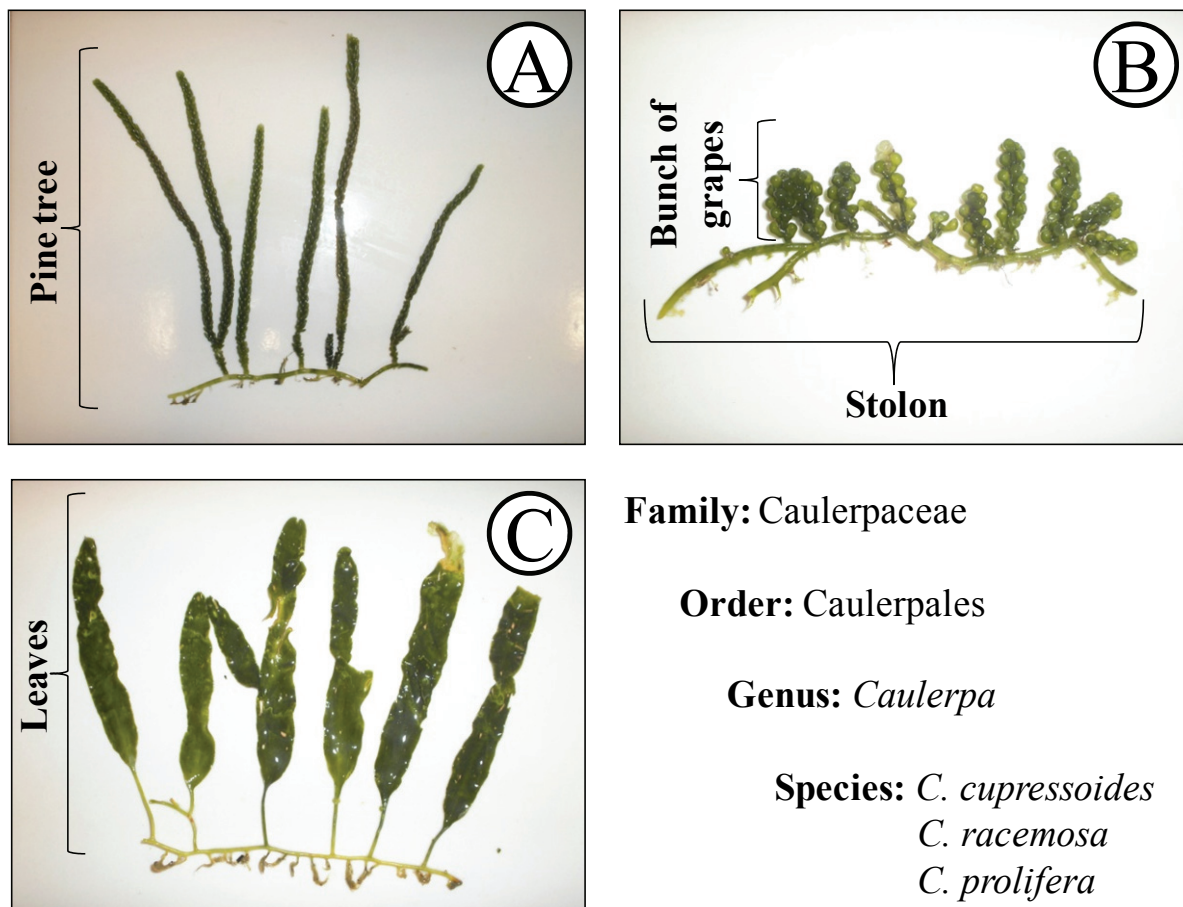 A
Pine tree
B
Bunch of
grapes
Stolon
C
Leaves
Family: Caulerpaceae
Order: Caulerpales
Genus: Caulerpa
Species: C. cupressoides
C. racemosa
C. prolifera